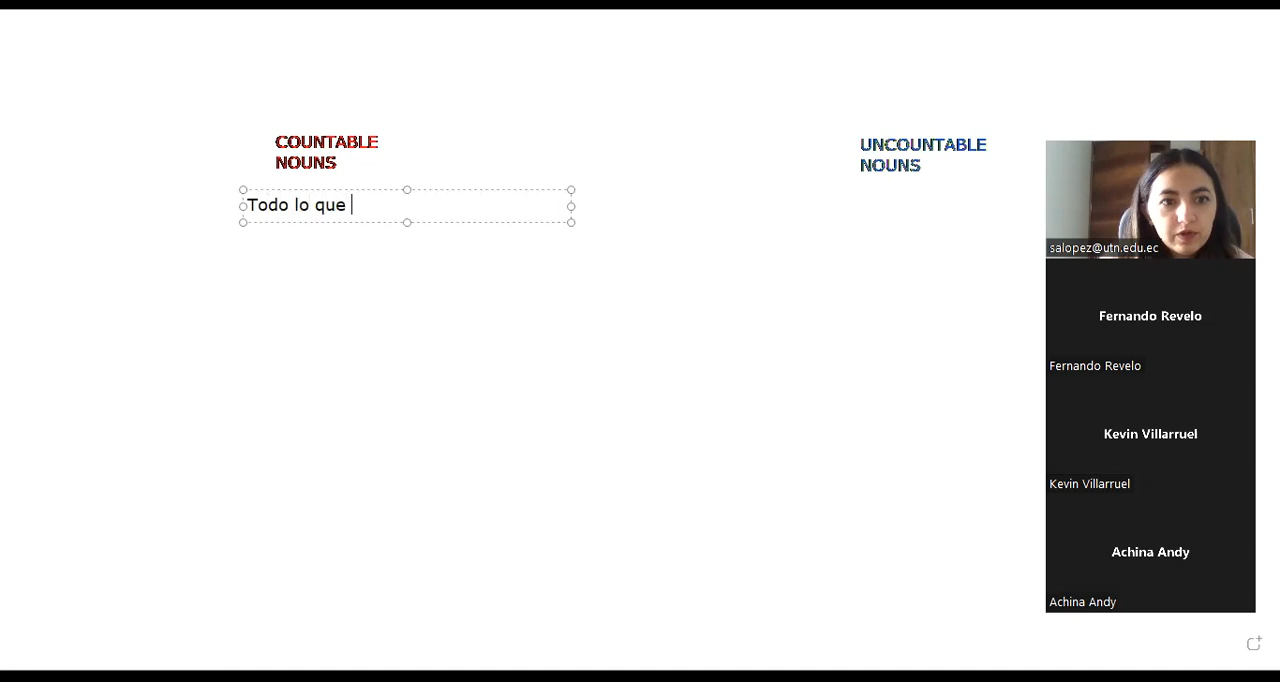 COUNTABLE
NOUNS
UNCOUNTABLE
NOUNS
Todo lo que
salopez@utn.edu.ec
Fernando Revelo
Fernando Revelo
Kevin Villarruel
Kevin Villarruel
Achina Andy
Achina Andy